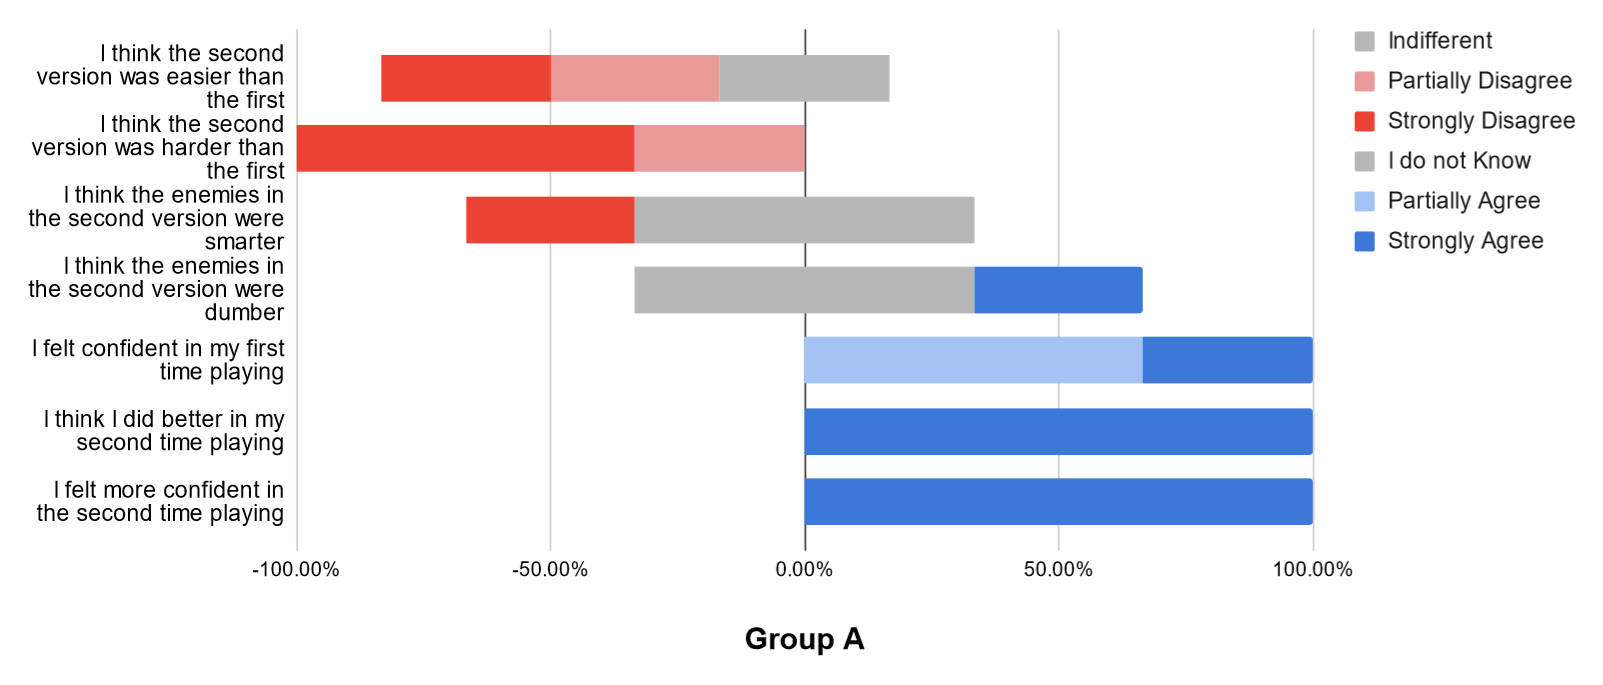 I think the second
version was easier than
the first
I think the second
version was harder than
the first
I think the enemies in
the second version were
smarter
I think the enemies in
the second version were
dumber
I felt confident in my first
time playing
I think I did better in my
second time playing
I felt more confident in
the second time playing
-100.00%
-50.00%
0.00%
50.00%
100.00%
Group A
Indifferent
Partially Disagree
Strongly Disagree
I do not Know
Partially Agree
Strongly Agree